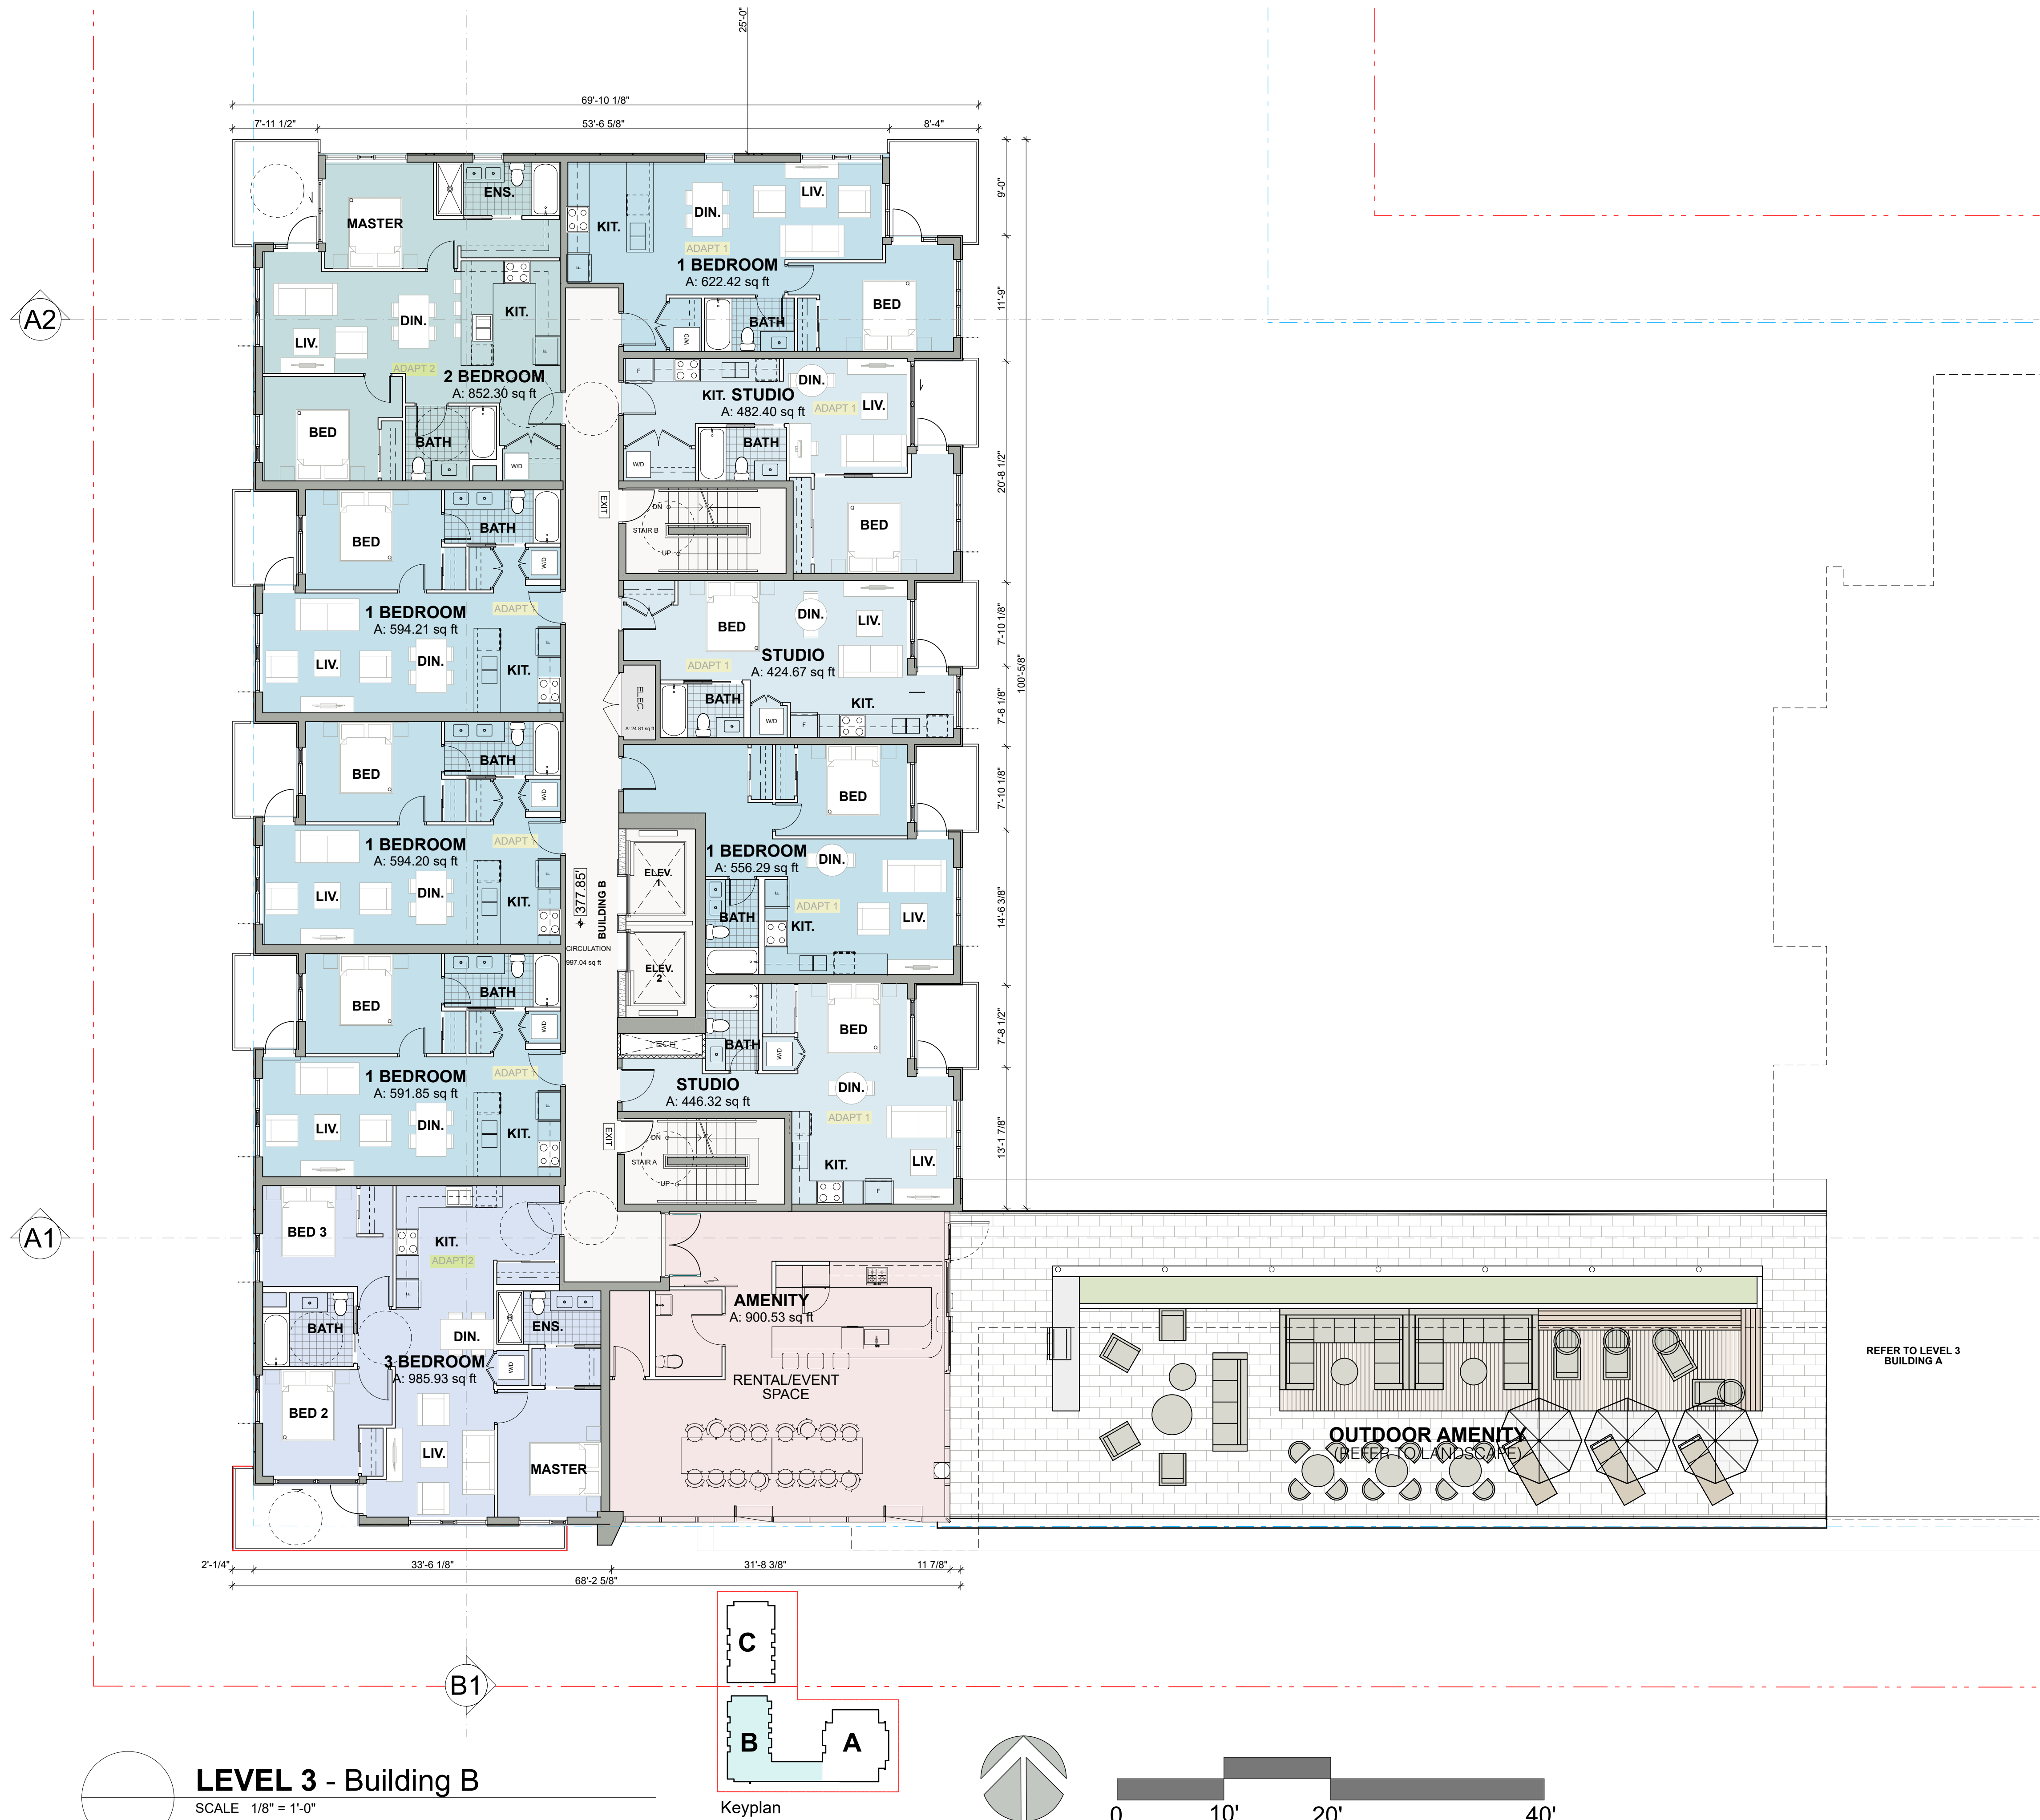 25'-0"
69'-10 1/8"
7'-11 1/2"
53'-6 5/8"
8'-4"
9'-0"
11'-9"
20'-8 1/2"
7'-10 1/8"
7'-6 1/8"
100'-5/8"
7'-10 1/8"
14'-6 3/8"
7'-8 1/2"
13'-1 7/8"
A2
MASTER
ENS.
LIV.
DIN.
KIT.
F
ADAPT 2
2 BEDROOM
A: 852.30 sq ft
BED
BATH
W/D
KIT.
DIN.
LIV.
ADAPT 1
1 BEDROOM
A: 622.42 sq ft
F
BED
BATH
W/D
F
DIN.
KIT. STUDIO
A: 482.40 sq ft
ADAPT 1
LIV.
BATH
W/D
BED
EXIT
DN
STAIR B
UP
BED
BATH
W/D
1 BEDROOM
A: 594.21 sq ft
ADAPT 1
LIV.
DIN.
KIT.
F
BED
DIN.
LIV.
STUDIO
A: 424.67 sq ft
ADAPT 1
ELEC.
A: 24.81 sq ft
BATH
W/D
F
KIT.
BED
BATH
W/D
1 BEDROOM
A: 594.20 sq ft
ADAPT 1
LIV.
DIN.
KIT.
F
BED
1 BEDROOM
A: 556.29 sq ft
DIN.
ADAPT 1
BATH
F
KIT.
LIV.
ELEV.
1
ELEV.
2
377.85'
BUILDING B
CIRCULATION
997.04 sq ft
BED
BATH
W/D
1 BEDROOM
A: 591.85 sq ft
ADAPT 1
LIV.
DIN.
KIT.
F
MECH
BATH
W/D
BED
STUDIO
A: 446.32 sq ft
DIN.
ADAPT 1
KIT.
F
LIV.
EXIT
DN
STAIR A
UP
A1
BED 3
KIT.
ADAPT 2
F
BATH
DIN.
ENS.
3 BEDROOM
A: 985.93 sq ft
W/D
BED 2
LIV.
MASTER
AMENITY
A: 900.53 sq ft
RENTAL/EVENT
SPACE
OUTDOOR AMENITY
(REFER TO LANDSCAPE)
REFER TO LEVEL 3
BUILDING A
2'-1/4"
33'-6 1/8"
31'-8 3/8"
11 7/8"
68'-2 5/8"
B1
C
B
A
Keyplan
LEVEL 3 - Building B
SCALE 1/8" = 1'-0"
0
10'
20'
40'